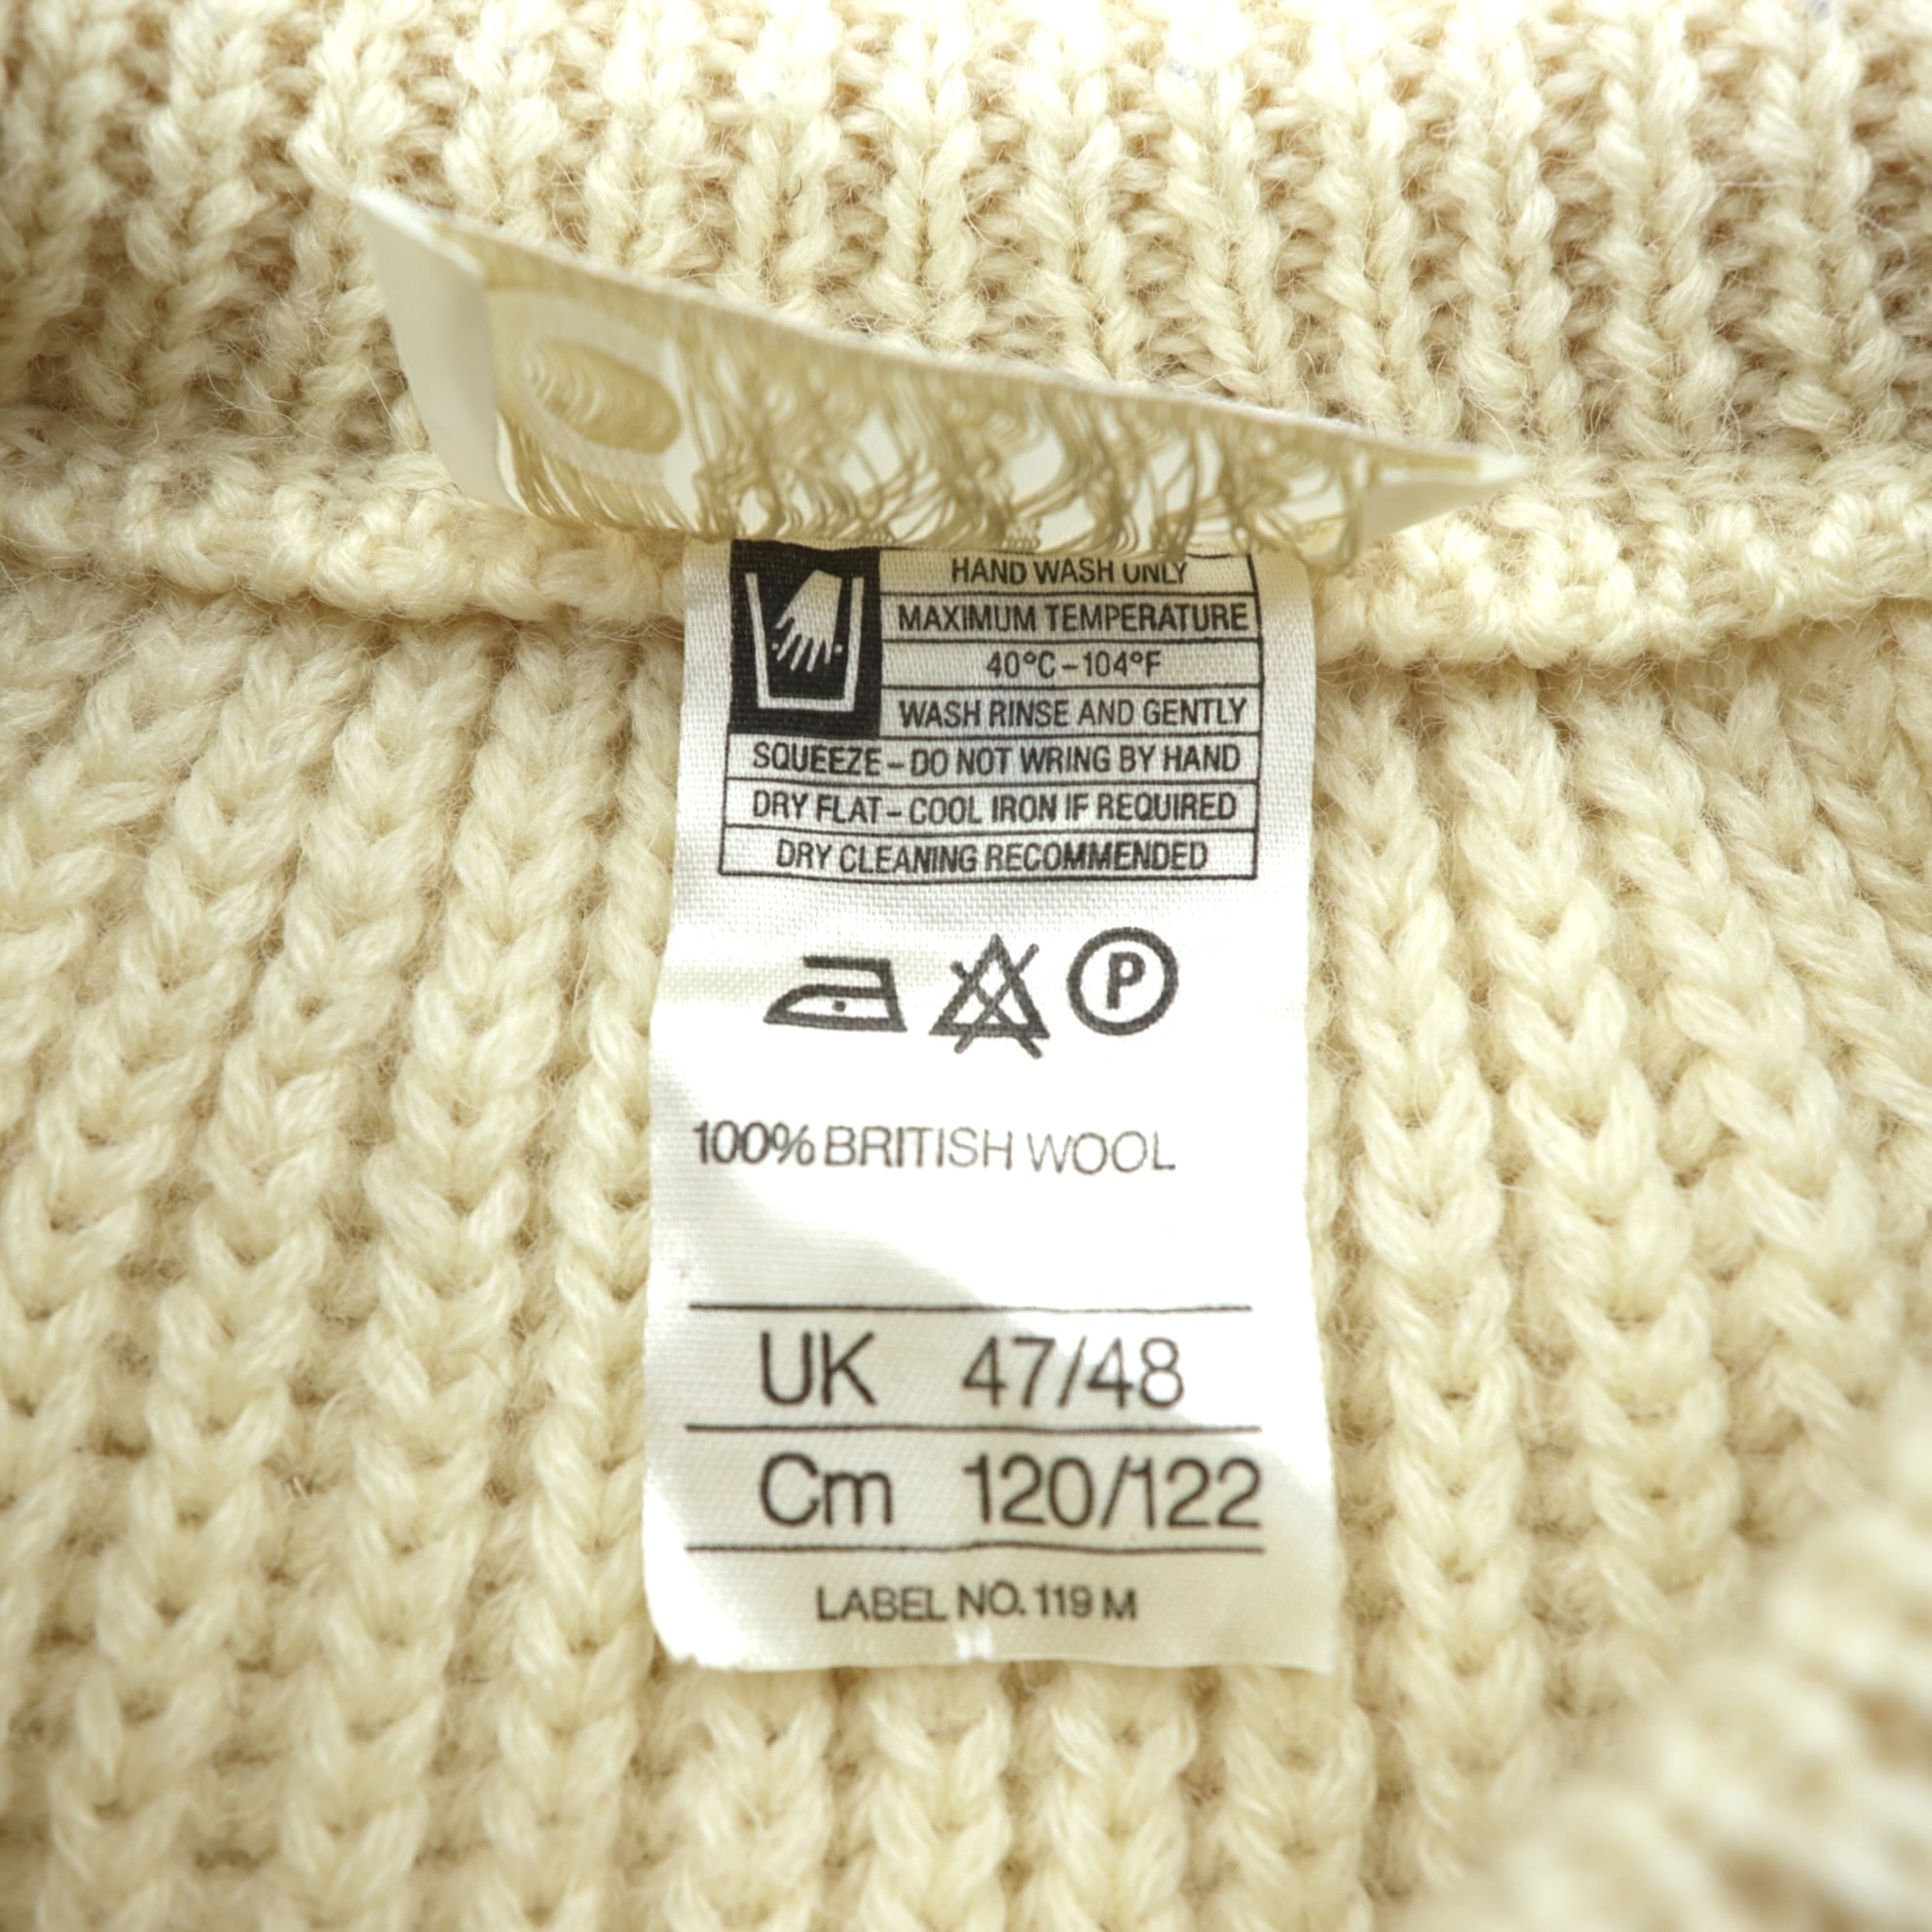 HAND WASH ONLY
MAXIMUM TEMPERATURE
40°C – 104°F
WASH RINSE AND GENTLY
SQUEEZE – DO NOT WRING BY HAND
DRY FLAT – COOL IRON IF REQUIRED
DRY CLEANING RECOMMENDED
P
100% BRITISH WOOL
UK 47/48
Cm 120/122
LABEL NO. 119 M